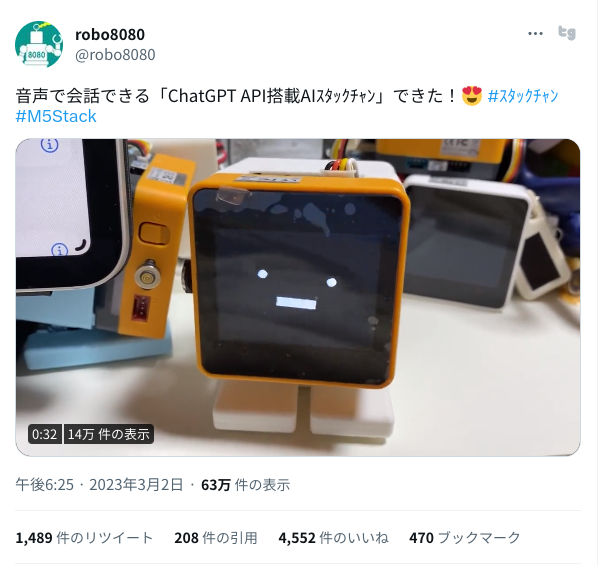 robo8080
@robo8080
音声で会話できる「ChatGPT API搭載AIｽﾀｯｸﾁｬﾝ」できた！😍 #ｽﾀｯｸﾁｬﾝ
#M5Stack
8080
0:32 14万 件の表示
午後6:25 · 2023年3月2日 · 63万 件の表示
1,489 件のリツイート 208 件の引用 4,552 件のいいね 470 ブックマーク